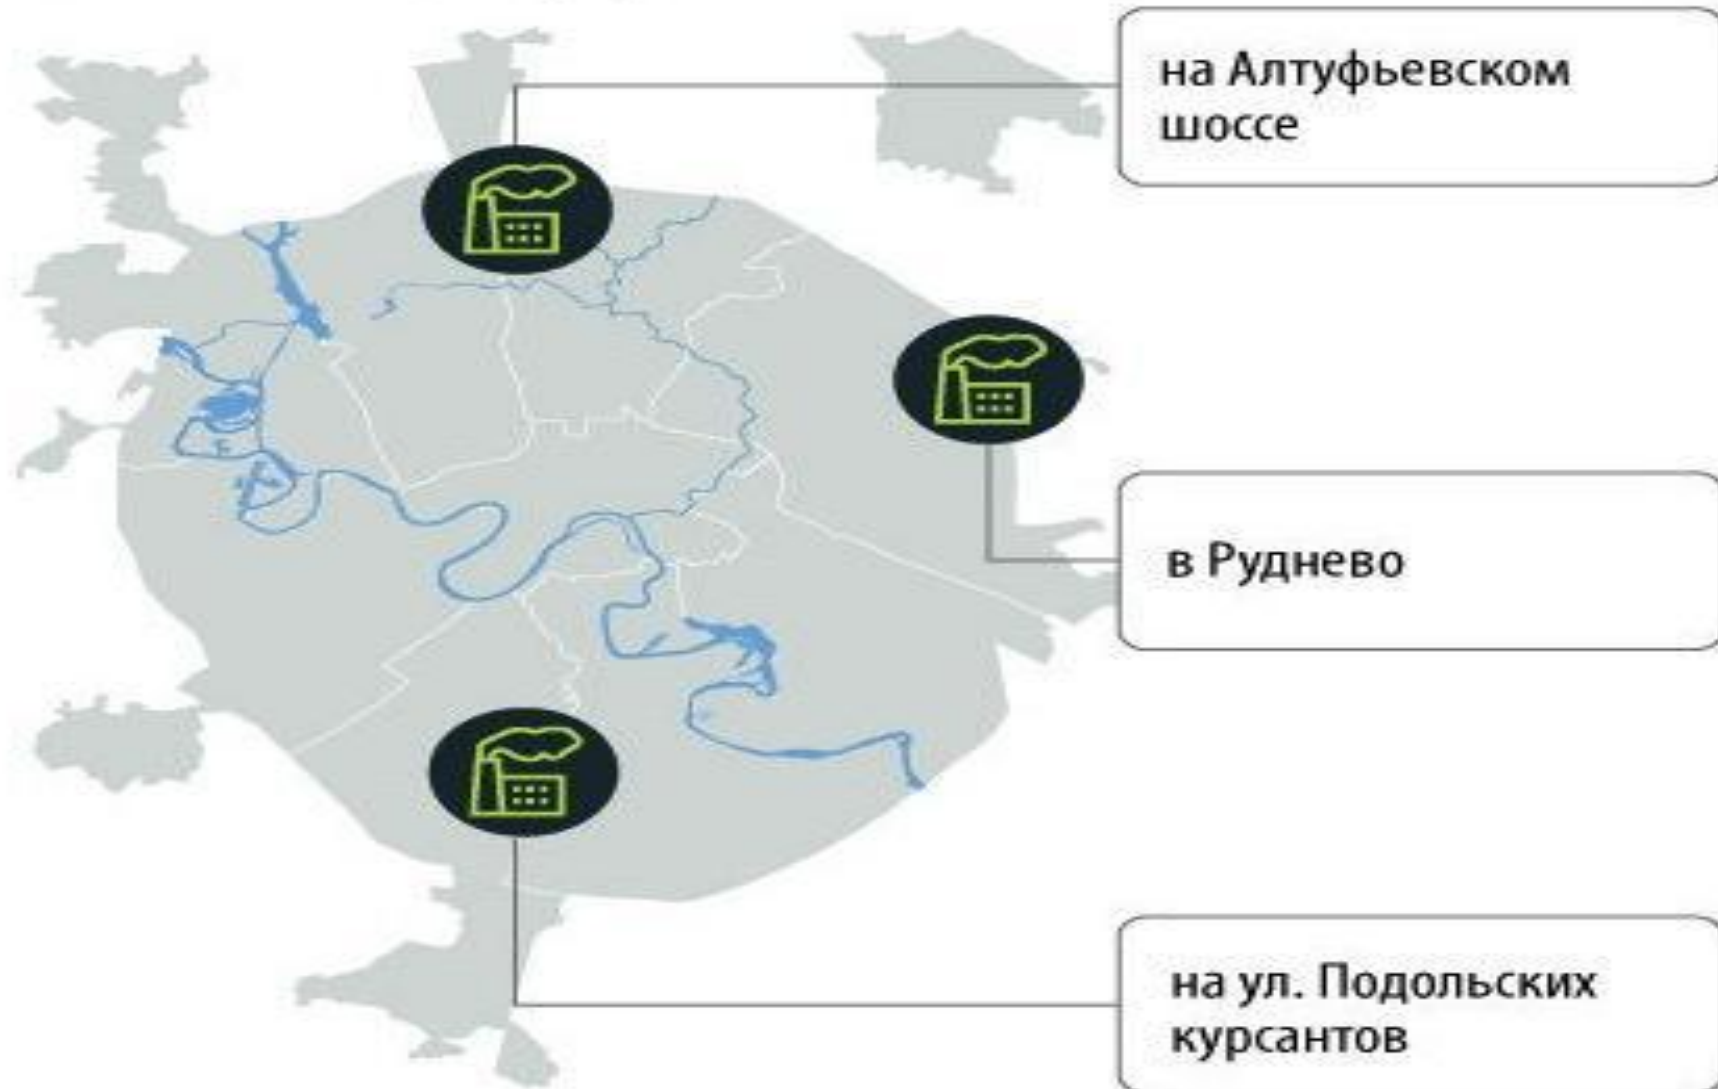 на Алтуфьевском
шоссе
в Руднево
на ул. Подольских
курсантов